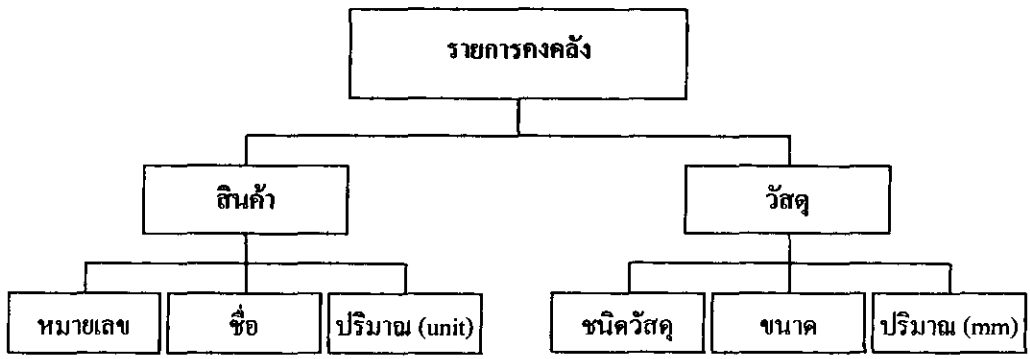 รายการคงคลัง
สินค้า
วัสดุ
หมายเลข
ชื่อ
ปริมาณ (unit)
ชนิดวัสดุ
ขนาด
ปริมาณ (mm)